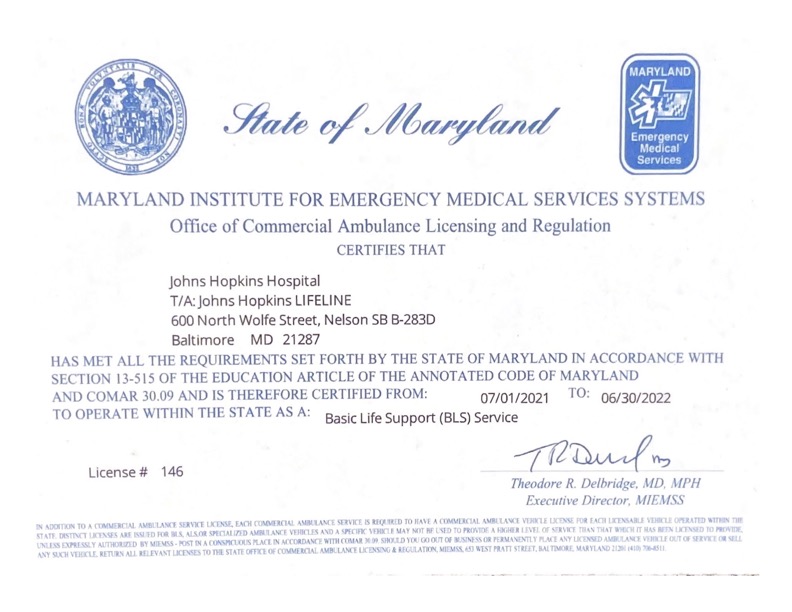 State of Maryland
MARYLAND
Emergency
Medical
Services
MARYLAND INSTITUTE FOR EMERGENCY MEDICAL SERVICES SYSTEMS
Office of Commercial Ambulance Licensing and Regulation
CERTIFIES THAT
Johns Hopkins Hospital
T/A: Johns Hopkins LIFELINE
600 North Wolfe Street, Nelson SB B-283D
Baltimore MD 21287
HAS MET ALL THE REQUIREMENTS SET FORTH BY THE STATE OF MARYLAND IN ACCORDANCE WITH
SECTION 13-515 OF THE EDUCATION ARTICLE OF THE ANNOTATED CODE OF MARYLAND
AND COMAR 30.09 AND IS THEREFORE CERTIFIED FROM: 07/01/2021 TO: 06/30/2022
TO OPERATE WITHIN THE STATE AS A: Basic Life Support (BLS) Service
License # 146
Theodore R. Delbridge, MD, MPH
Executive Director, MIEMSS
IN ADDITION TO A COMMERCIAL AMBULANCE SERVICE LICENSE, EACH COMMERCIAL AMBULANCE SERVICE IS REQUIRED TO HAVE A COMMERCIAL AMBULANCE VEHICLE LICENSE FOR EACH LICENSABLE VEHICLE OPERATED WITHIN THE
STATE. DISTINCT LICENSES ARE ISSUED FOR BLS, ALS,OR SPECIALIZED AMBULANCE VEHICLES AND A SPECIFIC VEHICLE MAY NOT BE USED TO PROVIDE A HIGHER LEVEL OF SERVICE THAN THAT WHICH IT HAS BEEN LICENSED TO PROVIDE,
UNLESS EXPRESSLY AUTHORIZED BY MIEMSS - POST IN A CONSPICUOUS PLACE IN ACCORDANCE WITH COMAR 30.09 SHOULD YOU GO OUT OF BUSINESS OR PERMANENTLY PLACE ANY LICENSED AMBULANCE VEHICLE OUT OF SERVICE OR SELL
ANY SUCH VEHICLE, RETURN ALL RELEVANT LICENSES TO THE STATE OFFICE OF COMMERCIAL AMBULANCE LICENSING & REGULATION, MIEMSS, 653 WEST PRATT STREET, BALTIMORE, MARYLAND 21201 (410) 706-8511